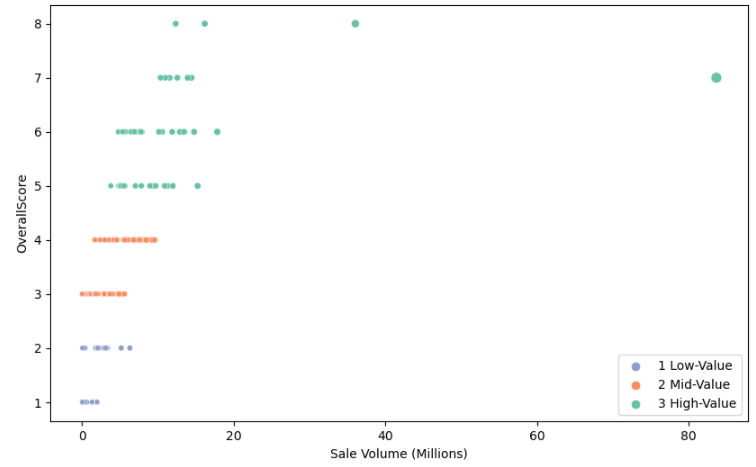 8
7
6
5
4
3
2
1
OverallScore
0 20 40 60 80
Sale Volume (Millions)
1 Low-Value
2 Mid-Value
3 High-Value